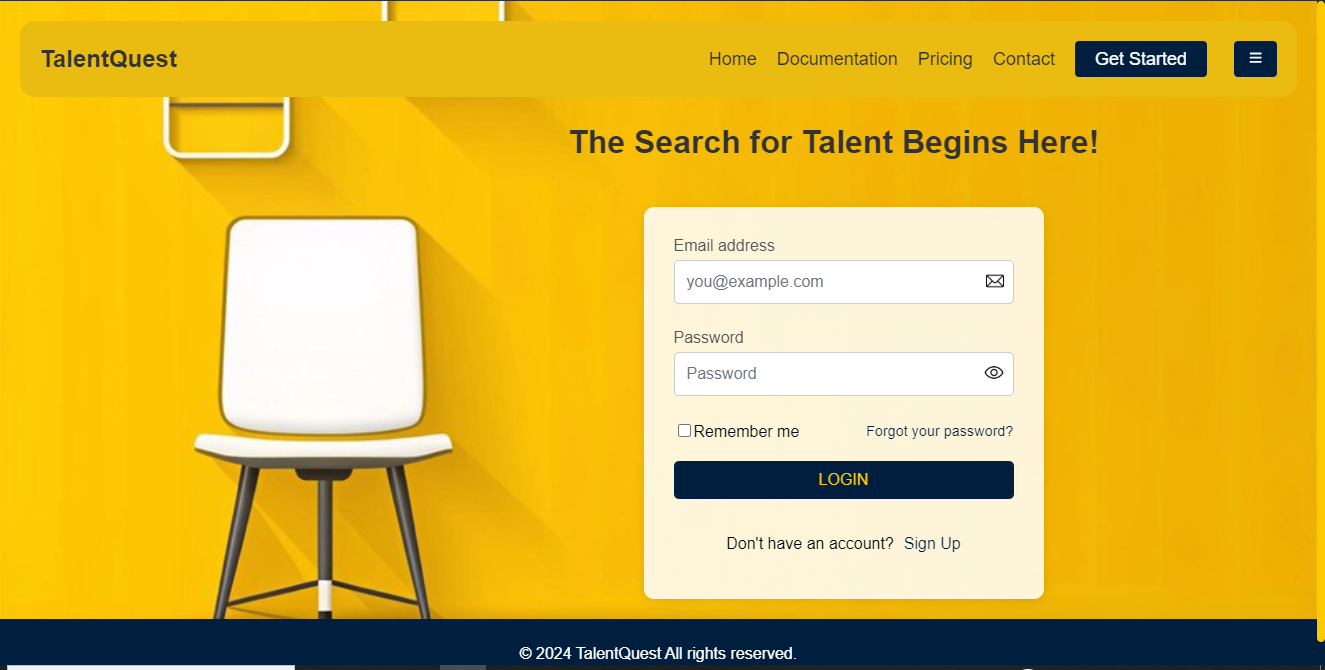 TalentQuest
Home Documentation Pricing Contact Get Started
The Search for Talent Begins Here!
Email address
you@example.com
Password
Password
Remember me Forgot your password?
LOGIN
Don't have an account? Sign Up
© 2024 TalentQuest All rights reserved.